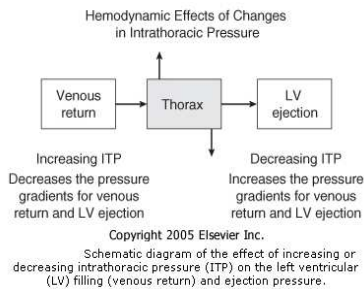 Hemodynamic Effects of Changes
in Intrathoracic Pressure
Venous
return
Thorax
LV
ejection
Increasing ITP
Decreases the pressure
gradients for venous
return and LV ejection
Decreasing ITP
Increases the pressure
gradients for venous
return and LV ejection
Copyright 2005 Elsevier Inc.
Schematic diagram of the effect of increasing or
decreasing intrathoracic pressure (ITP) on the left ventricular
(LV) filling (venous return) and ejection pressure.